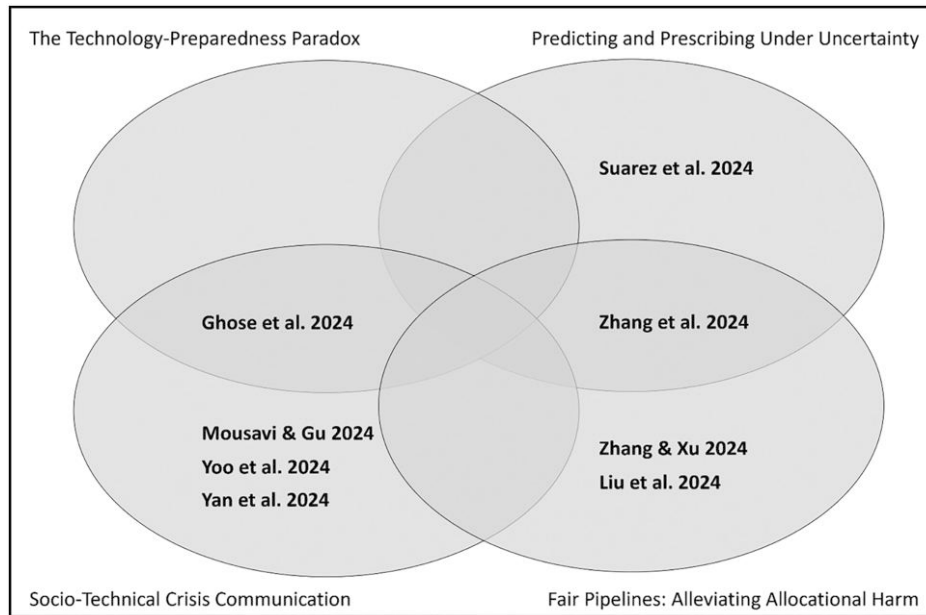 The Technology-Preparedness Paradox
Predicting and Prescribing Under Uncertainty
Suarez et al. 2024
Ghose et al. 2024
Zhang et al. 2024
Mousavi & Gu 2024
Yoo et al. 2024
Yan et al. 2024
Zhang & Xu 2024
Liu et al. 2024
Socio-Technical Crisis Communication
Fair Pipelines: Alleviating Allocational Harm